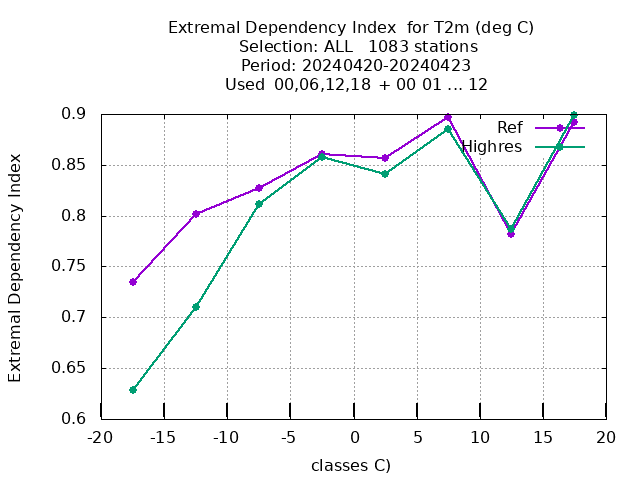 Extremal Dependency Index  for T2m (deg C)
Selection: ALL   1083 stations
Period: 20240420-20240423
Used  00,06,12,18  + 00 01 ... 12
Ref
Highres
0.9
0.85
0.8
0.75
0.7
0.65
0.6
Extremal Dependency Index
-20 -15 -10 -5 0 5 10 15 20
classes C)